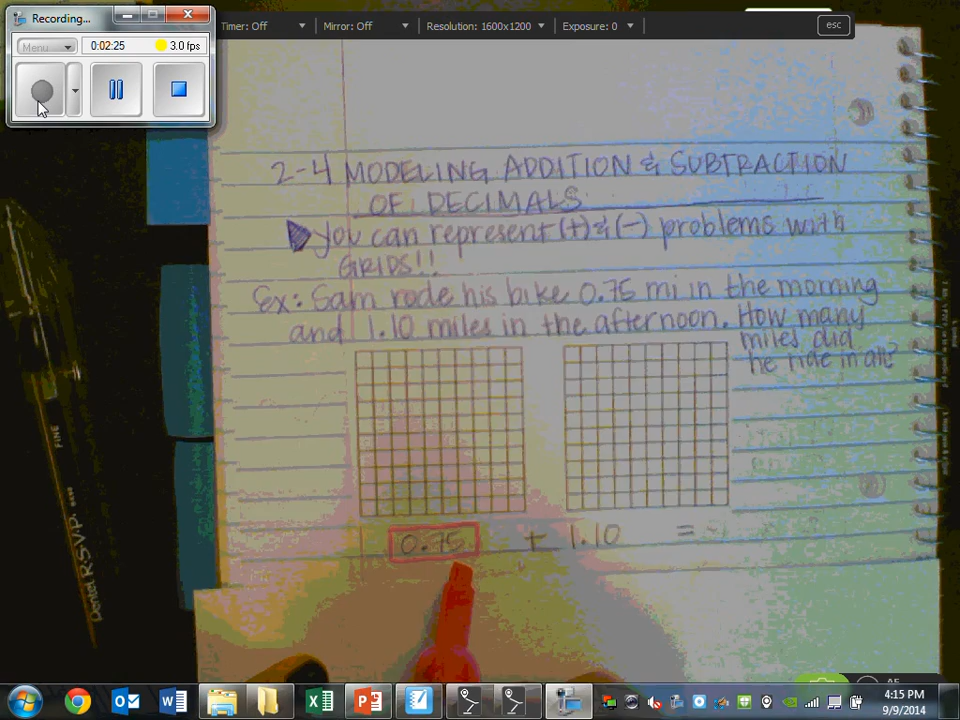 Recording...
Timer: Off
Mirror: Off
Resolution: 1600x1200
Exposure: 0
esc
Menu
0:02:25
3.0 fps
2-4 MODELING ADDITION & SUBTRACTION
OF DECIMALS
You can represent (+) & (-) problems with
GRIDS!!
Ex: Sam rode his bike 0.75 mi in the morning
and 1.10 miles in the afternoon. How many
miles did
he ride in all?
0.75 + 1.10 =
FINE
Pentel R.S.V.P.
4:15 PM
9/9/2014